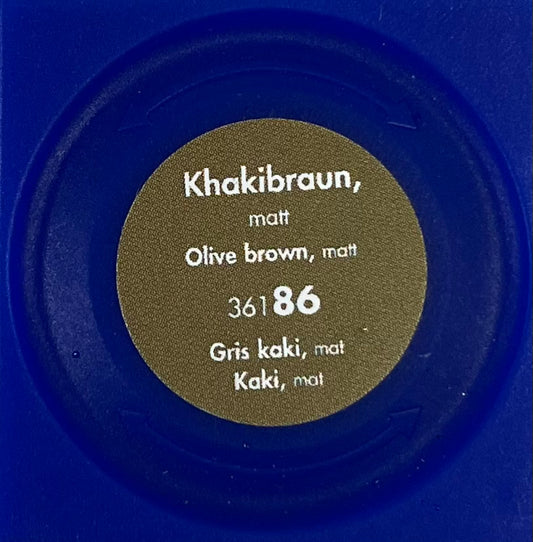 Khakibraun,
matt
Olive brown, matt
36186
Gris kaki, mat
Kaki, mat